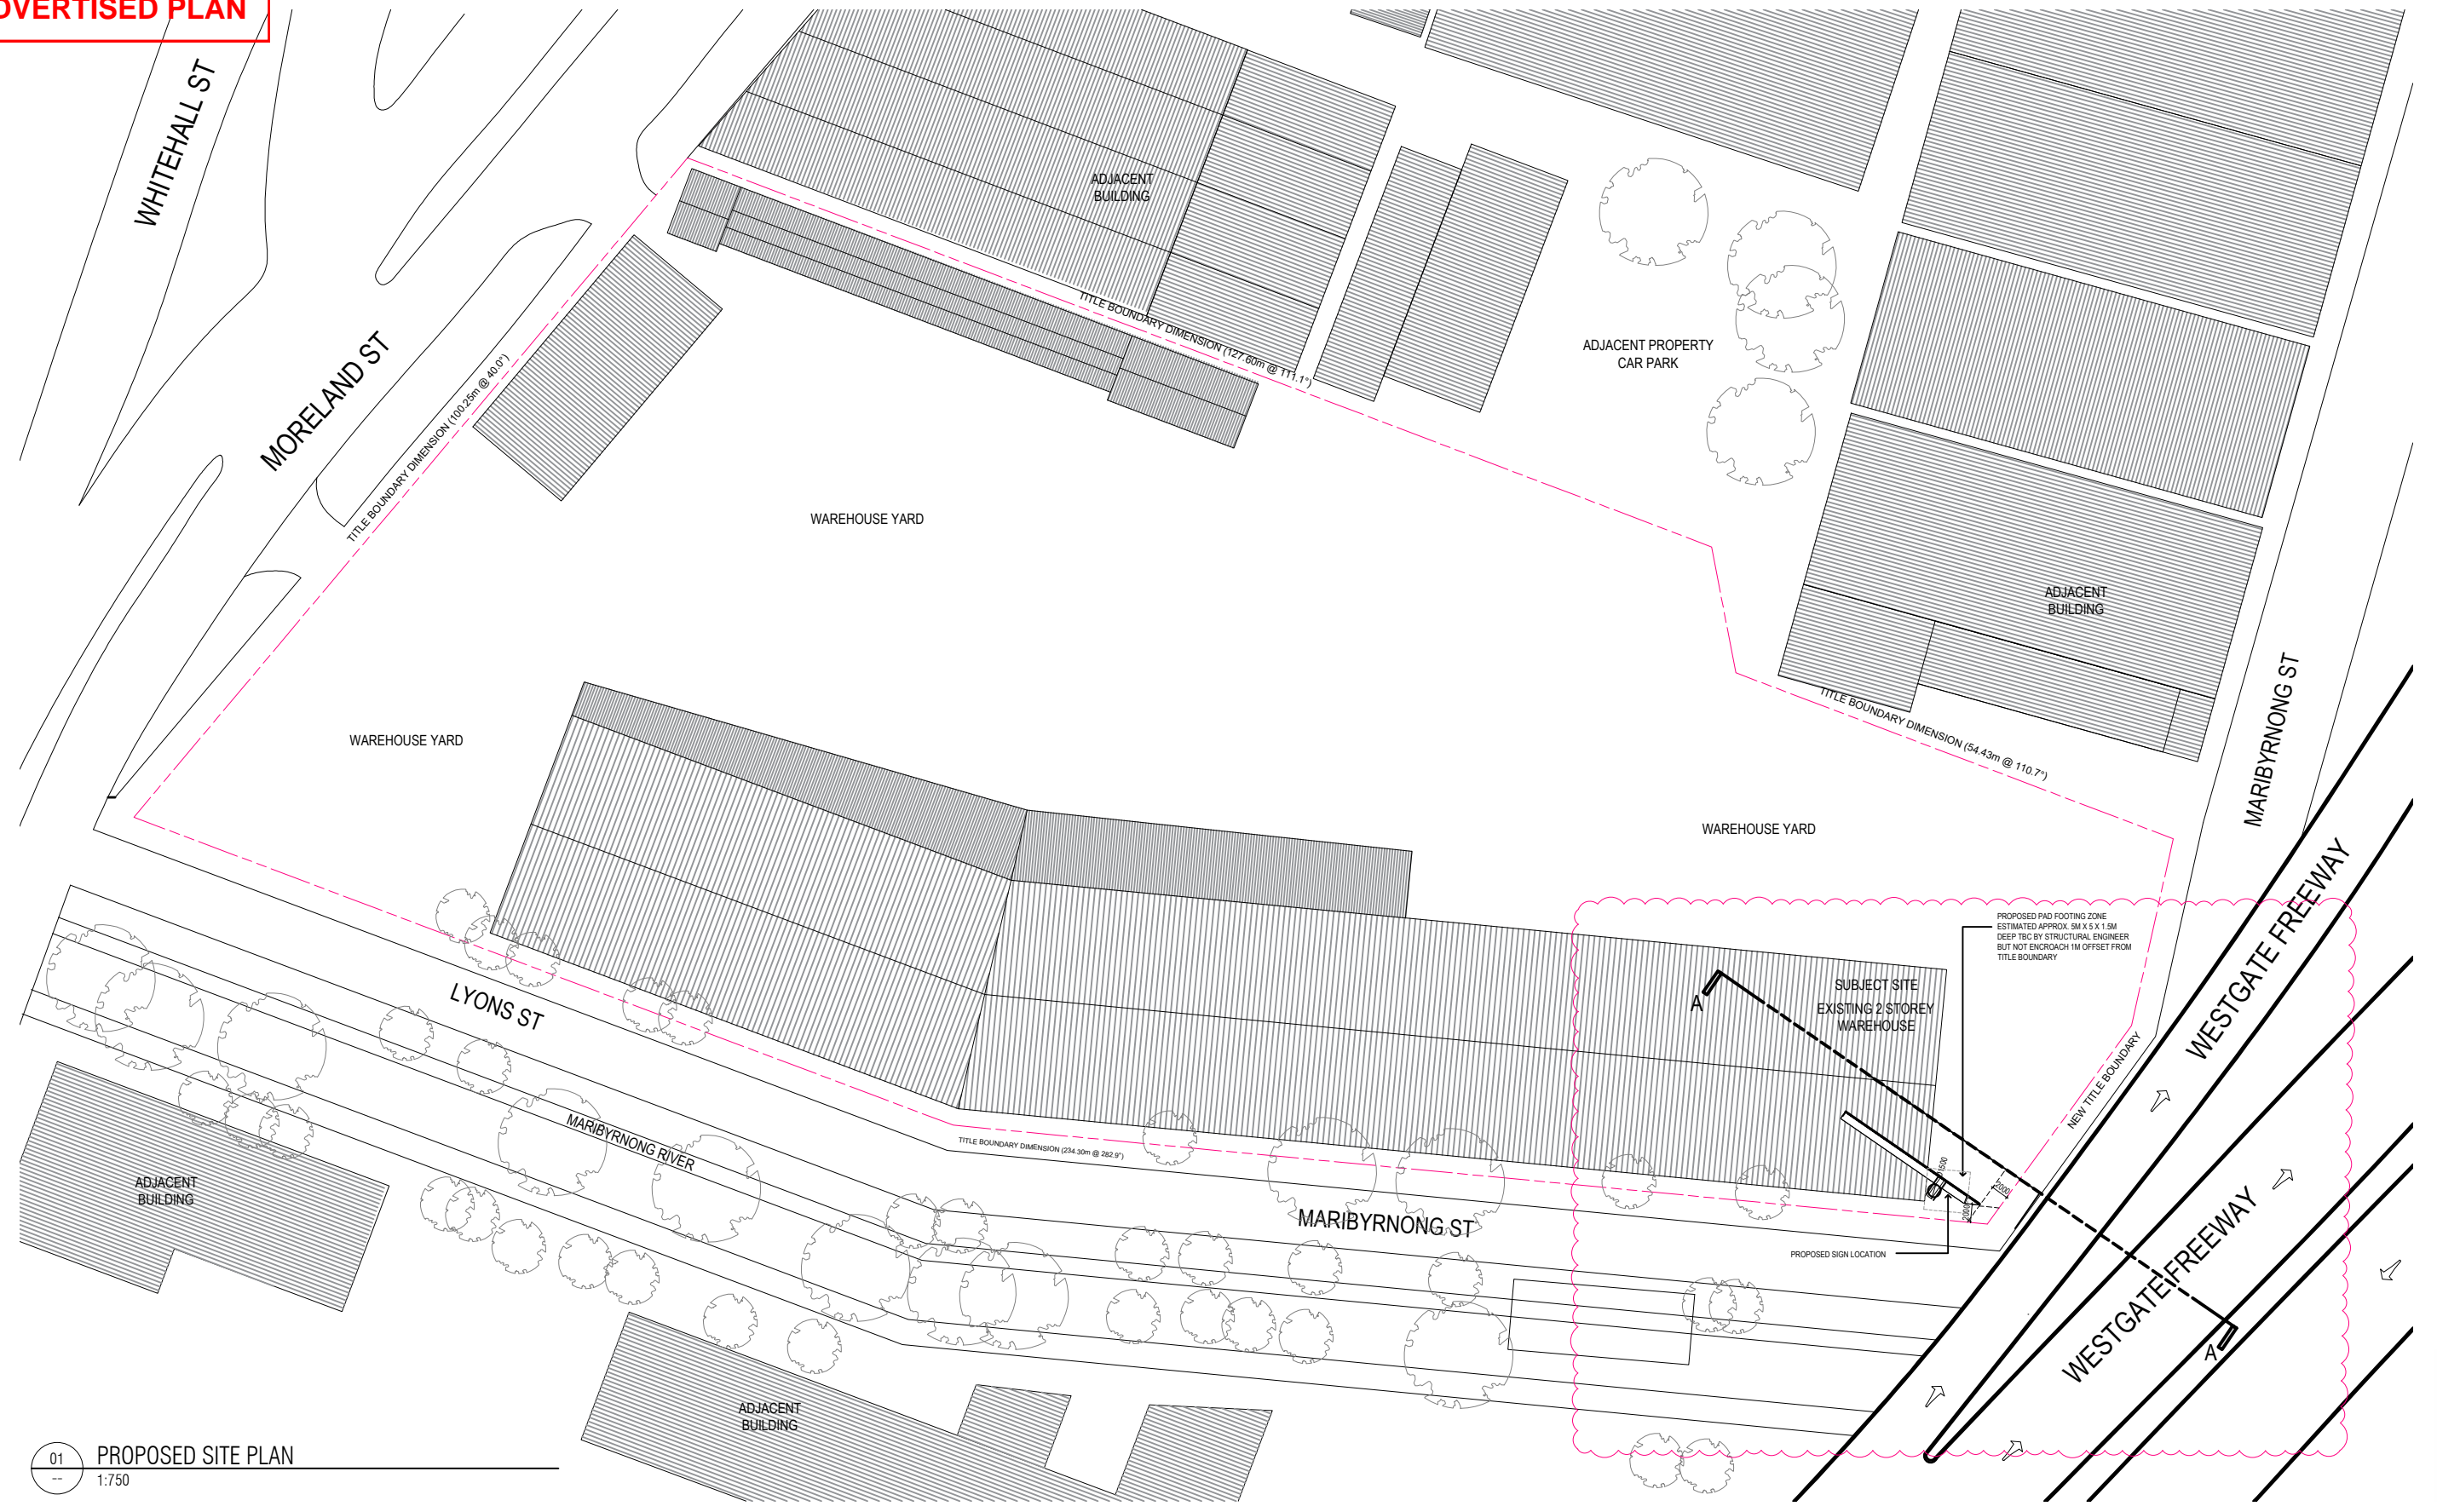 DVERTISED PLAN
WHITEHALL ST
MORELAND ST
ADJACENT
BUILDING
TITLE BOUNDARY DIMENSION (127.60m @ 111.1°)
TITLE BOUNDARY DIMENSION (100.25m @ 40.0°)
ADJACENT PROPERTY
CAR PARK
WAREHOUSE YARD
ADJACENT
BUILDING
MARIBYRNONG ST
TITLE BOUNDARY DIMENSION (54.43m @ 110.7°)
WAREHOUSE YARD
WAREHOUSE YARD
WESTGATE FREEWAY
PROPOSED PAD FOOTING ZONE
ESTIMATED APPROX. 5M X 5 X 1.5M
DEEP TBC BY STRUCTURAL ENGINEER
BUT NOT ENCROACH 1M OFFSET FROM
TITLE BOUNDARY
SUBJECT SITE
EXISTING 2 STOREY
WAREHOUSE
A
LYONS ST
NEW TITLE BOUNDARY
MARIBYRNONG RIVER
TITLE BOUNDARY DIMENSION (234.30m @ 282.9°)
1500
2000
2000
ADJACENT
BUILDING
MARIBYRNONG ST
PROPOSED SIGN LOCATION
WESTGATE FREEWAY
A
ADJACENT
BUILDING
01
--
PROPOSED SITE PLAN
1:750